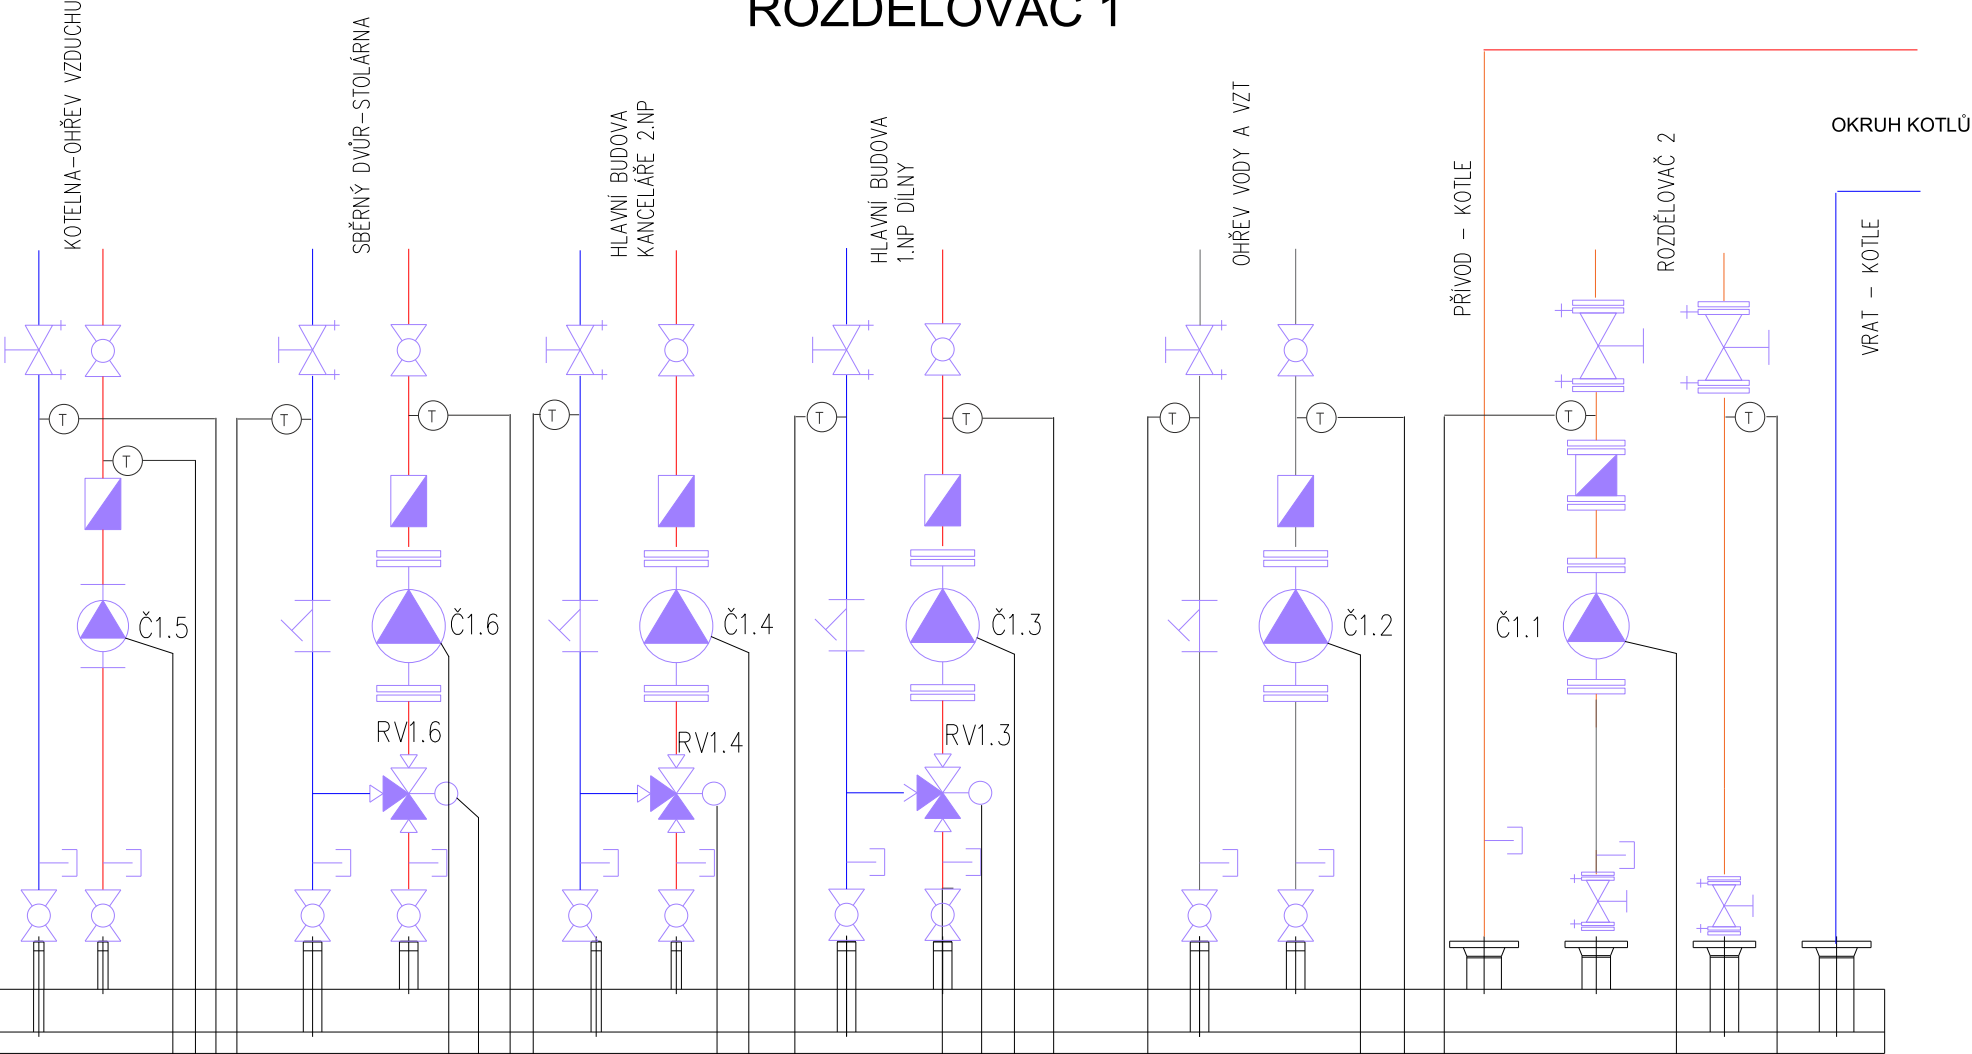 ROZDĚLOVAČ 1
KOTELNA-OHŘEV VZDUCHU
SBĚRNÝ DVŮR-STOLÁRNA
HLAVNÍ BUDOVA
KANCELÁŘE 2.NP
HLAVNÍ BUDOVA
1.NP DÍLNY
OHŘEV VODY A VZT
PŘÍVOD - KOTLE
ROZDĚLOVAČ 2
OKRUH KOTLŮ
VRAT - KOTLE
T
T
T
T
T
T
T
T
T
T
T
T
Č1.5
Č1.6
Č1.4
Č1.3
Č1.2
Č1.1
RV1.6
RV1.4
RV1.3